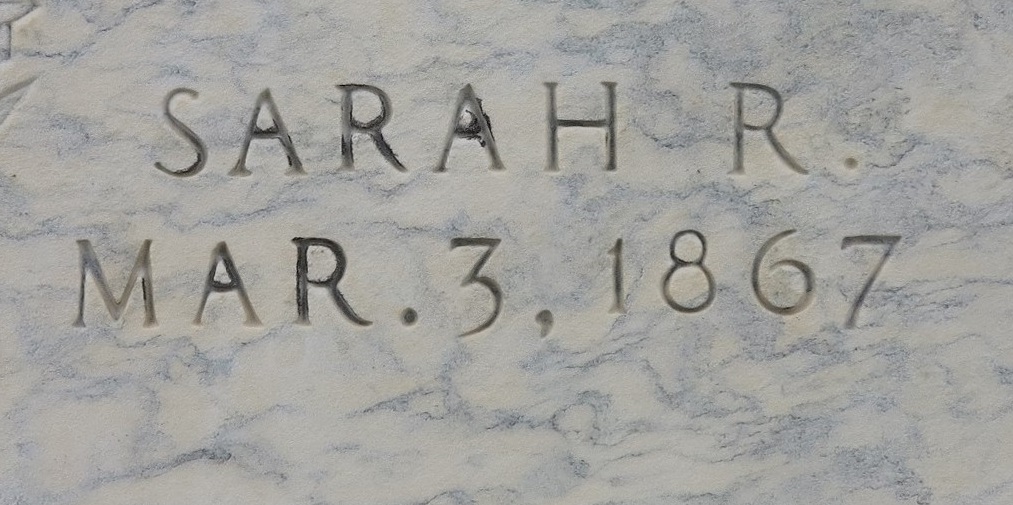 SARAH R.
MAR. 3, 1867